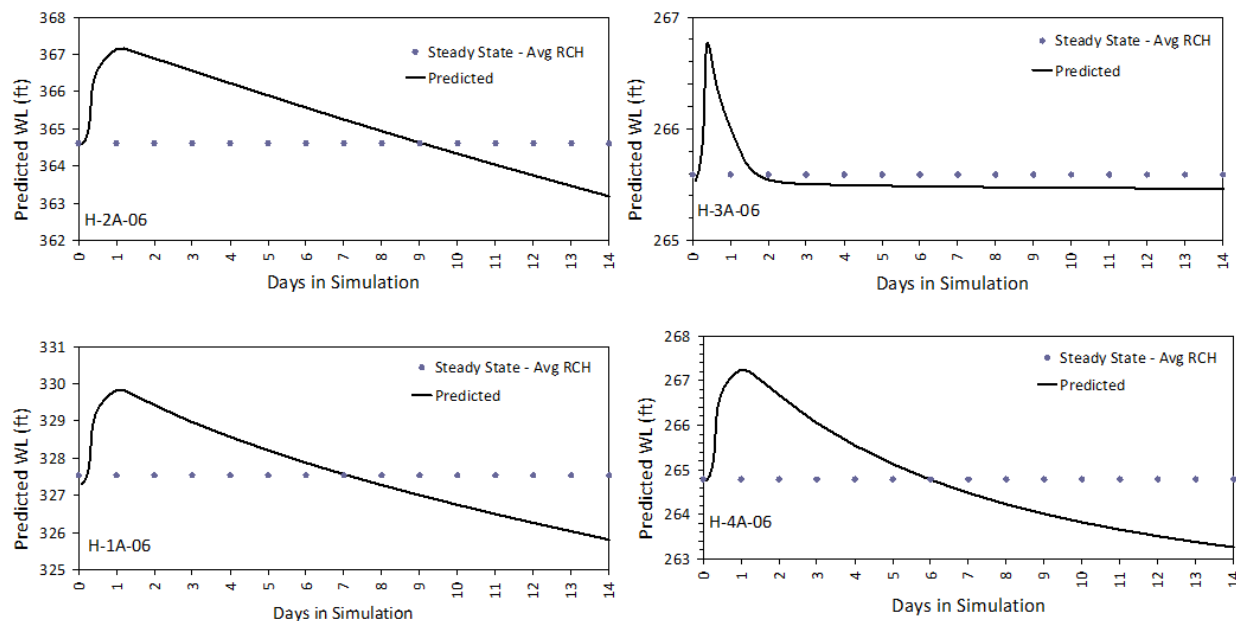 368
367
366
365
364
363
362
Predicted WL (ft)
Steady State - Avg RCH
Predicted
H-2A-06
0 1 2 3 4 5 6 7 8 9 10 11 12 13 14
Days in Simulation
267
266
265
Predicted WL (ft)
Steady State - Avg RCH
Predicted
H-3A-06
0 1 2 3 4 5 6 7 8 9 10 11 12 13 14
Days in Simulation
331
330
329
328
327
326
325
Predicted WL (ft)
Steady State - Avg RCH
Predicted
H-1A-06
0 1 2 3 4 5 6 7 8 9 10 11 12 13 14
Days in Simulation
268
267
266
265
264
263
Predicted WL (ft)
Steady State - Avg RCH
Predicted
H-4A-06
0 1 2 3 4 5 6 7 8 9 10 11 12 13 14
Days in Simulation